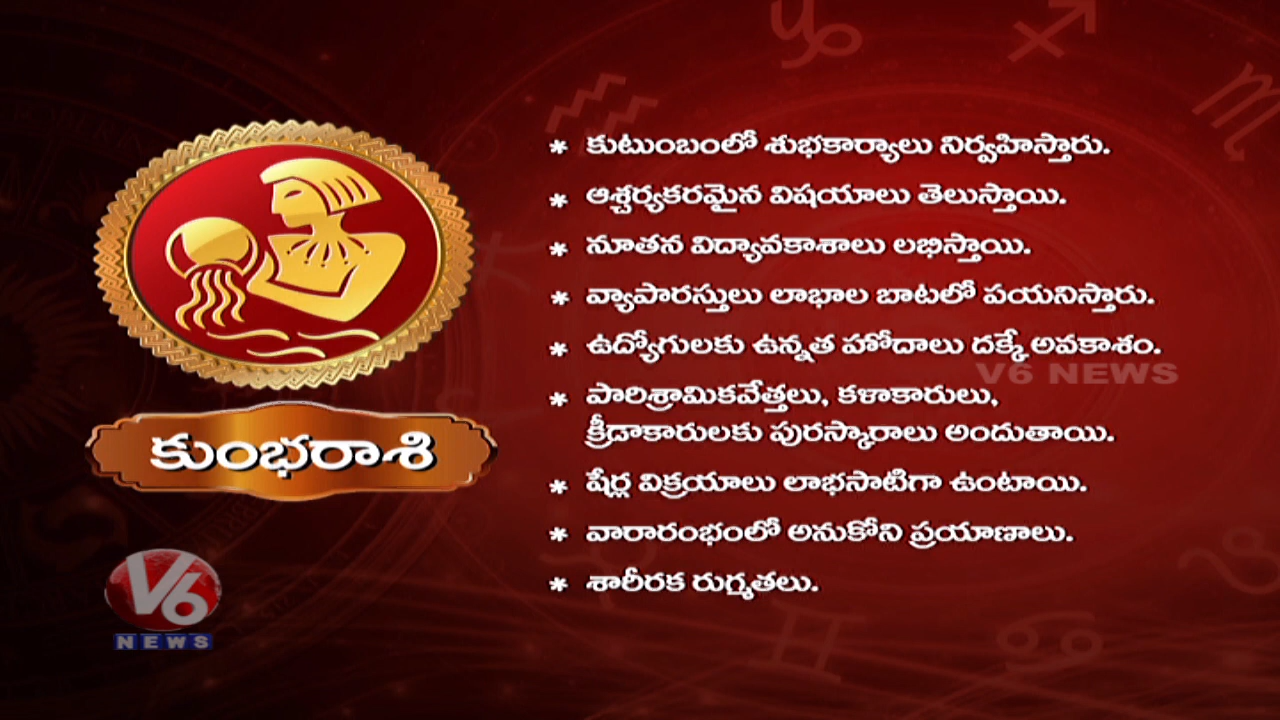 * కుటుంబంలో శుభకార్యాలు నిర్వహిస్తారు.
* ఆశ్చర్యకరమైన విషయాలు తెలుస్తాయి.
* నూతన విద్యావకాశాలు లభిస్తాయి.
* వ్యాపారస్తులు లాభాల బాటలో పయనిస్తారు.
* ఉద్యోగులకు ఉన్నత హోదాలు దక్కే అవకాశం.
V6 NEWS
* పారిశ్రామికవేత్తలు, కళాకారులు,
క్రీడాకారులకు పురస్కారాలు అందుతాయి.
* షేర్ల విక్రయాలు లాభసాటిగా ఉంటాయి.
* వారారంభంలో అనుకోని ప్రయాణాలు.
* శారీరక రుగ్మతలు.
కుంభరాశి
V6
NEWS